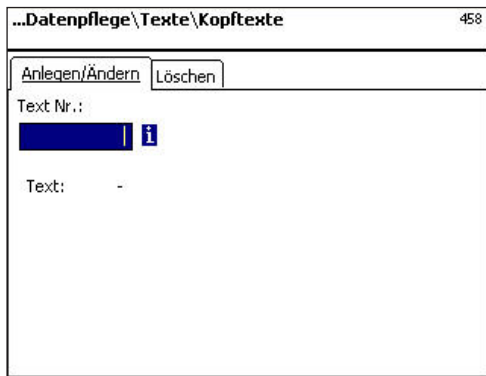 ...Datenpflege\Texte\Kopftexte 458
Anlegen/Ändern Löschen
Text Nr.:
i
Text: -